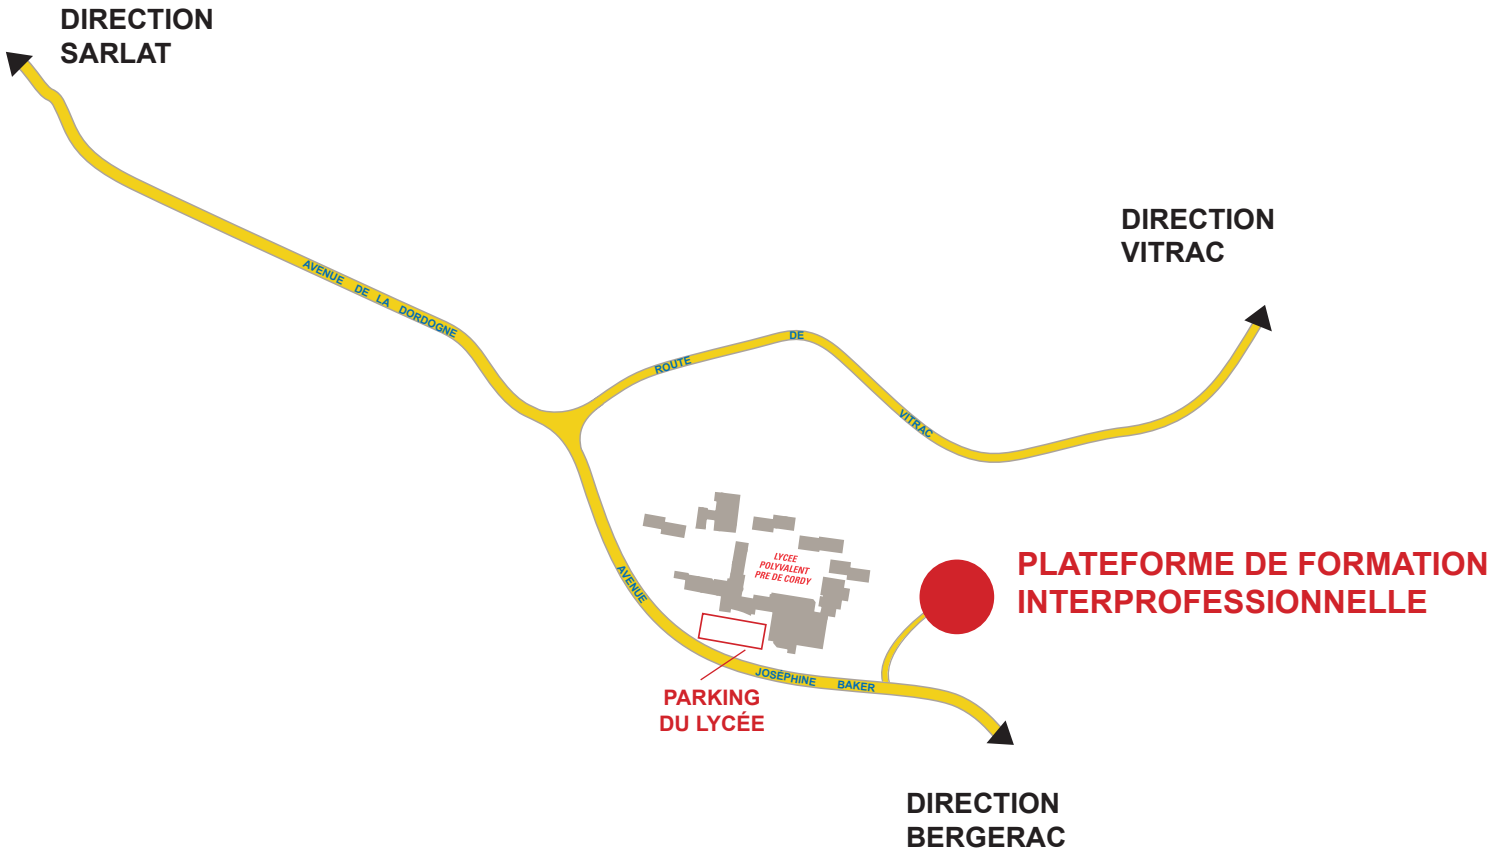 DIRECTION
SARLAT
DIRECTION
VITRAC
AVENUE DE LA DORDOGNE
ROUTE DE VITRAC
LYCEE
POLYVALENT
PRE DE CORDY
PLATEFORME DE FORMATION
INTERPROFESSIONNELLE
AVENUE JOSÉPHINE BAKER
PARKING
DU LYCÉE
DIRECTION
BERGERAC